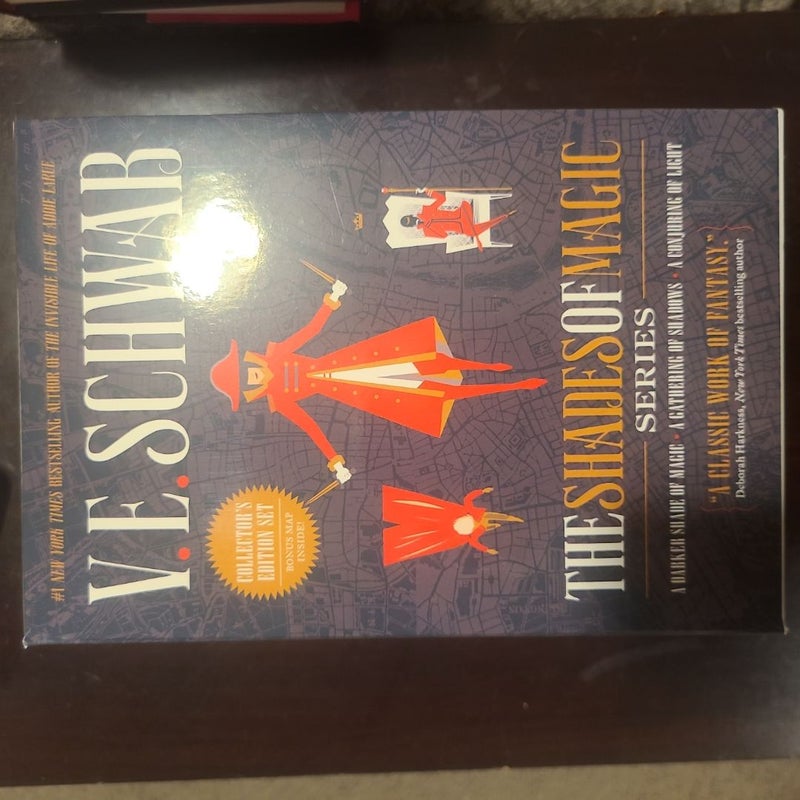 #1 NEW YORK TIMES BESTSELLING AUTHOR OF THE INVISIBLE LIFE OF ADDIE LARUE
V.E.SCHWAB
COLLECTOR'S
EDITION SET
BONUS MAP
INSIDE!
THE SHADES OF MAGIC
SERIES
A DARKER SHADE OF MAGIC • A GATHERING OF SHADOWS • A CONJURING OF LIGHT
{"A CLASSIC WORK OF FANTASY."}
Deborah Harkness, New York Times bestselling author